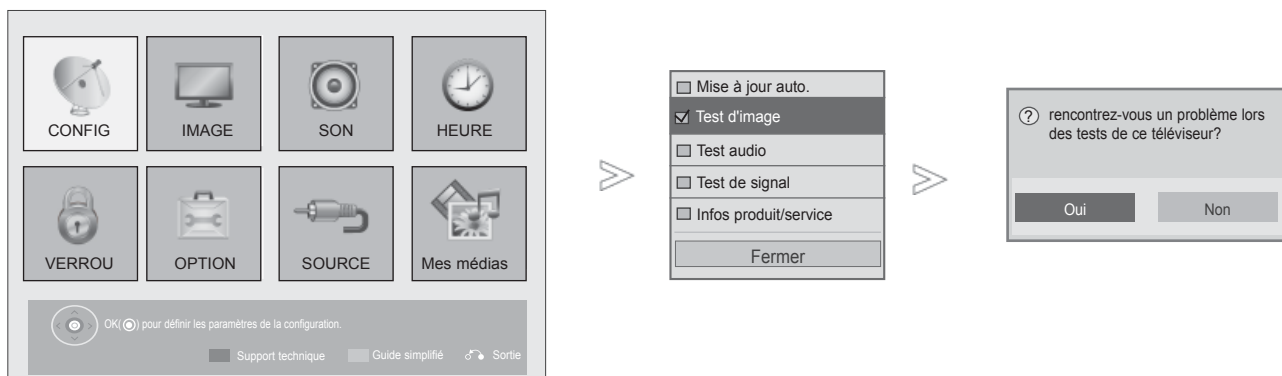 CONFIG
IMAGE
SON
HEURE
VERROU
OPTION
SOURCE
Mes médias
OK(◉) pour définir les paramètres de la configuration.
Support technique
Guide simplifié
Sortie
Mise à jour auto.
Test d'image
Test audio
Test de signal
Infos produit/service
Fermer
? rencontrez-vous un problème lors
des tests de ce téléviseur?
Oui
Non